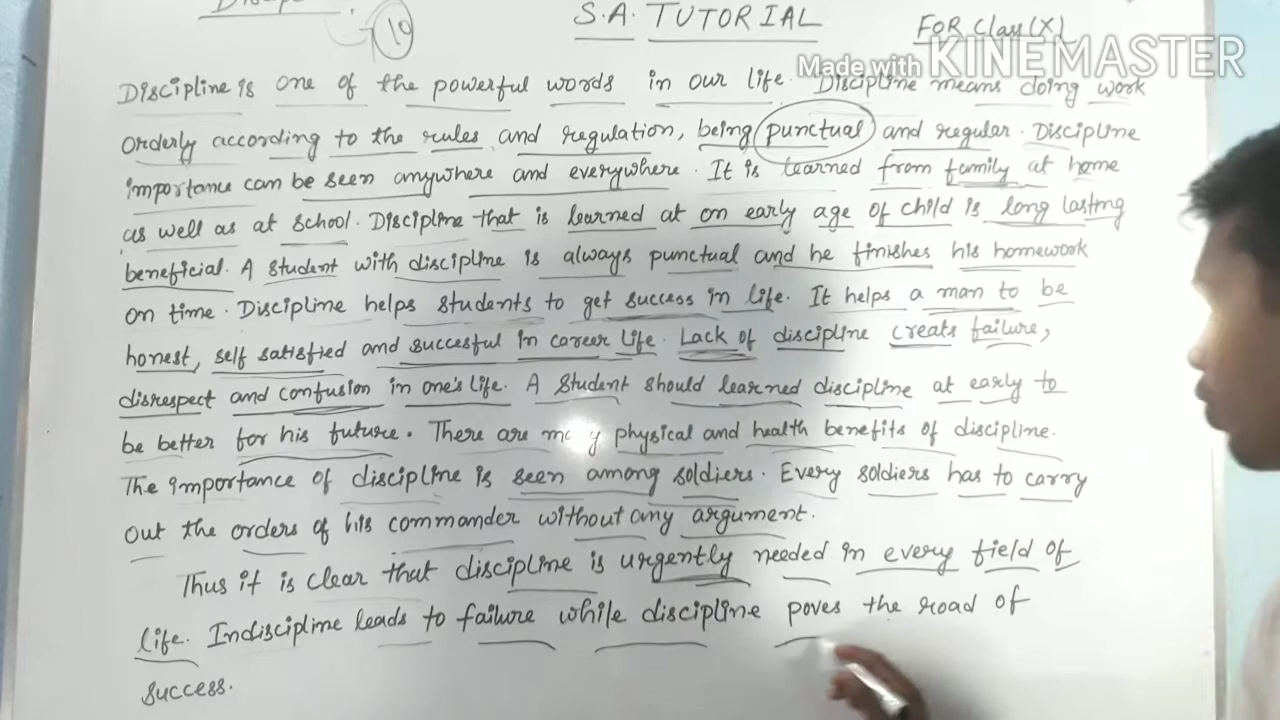 S.A. TUTORIAL
FOR Class (X)
10
Made with KINEMASTER
Discipline is one of the powerful words in our life. Discipline means doing work
orderly according to the rules and regulation, being punctual and regular. Discipline
importance can be seen anywhere and everywhere. It is learned from family at home
as well as at school. Discipline that is learned at on early age of child is long lasting
beneficial. A student with discipline is always punctual and he finishes his homework
on time. Discipline helps students to get success in life. It helps a man to be
honest, self satisfied and succesful in career life. Lack of discipline creats failure,
disrespect and confusion in one's life. A student should learned discipline at early to
be better for his future. There are physical and health benefits of discipline.
The importance of discipline is seen among soldiers. Every soldiers has to carry
out the orders of his commander without any argument.
Thus it is clear that discipline is urgently needed in every field of
life. Indiscipline leads to failure while discipline poves the road of
success.